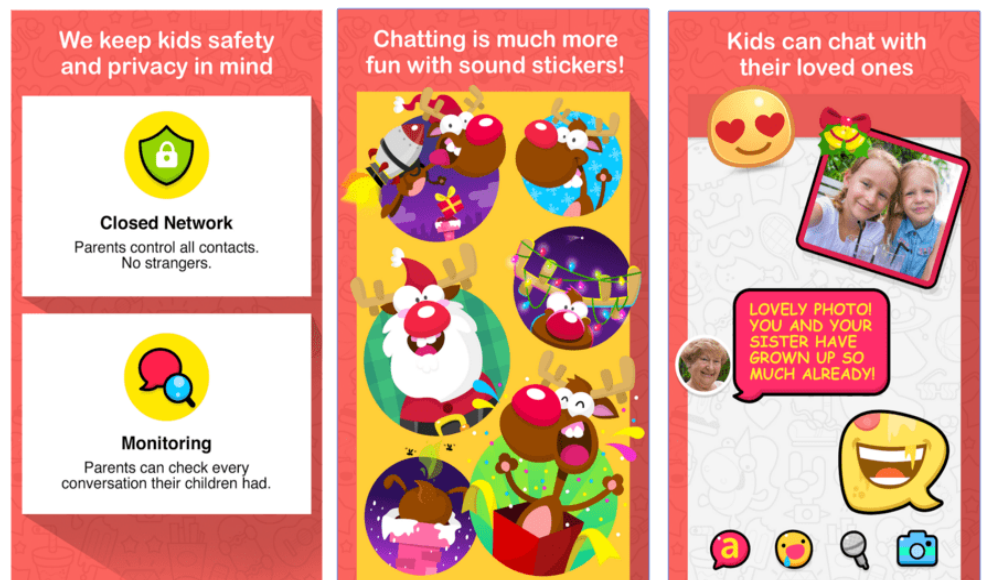 We keep kids safety
and privacy in mind
Closed Network
Parents control all contacts.
No strangers.
Monitoring
Parents can check every
conversation their children had.
Chatting is much more
fun with sound stickers!
Kids can chat with
their loved ones
LOVELY PHOTO!
YOU AND YOUR
SISTER HAVE
GROWN UP SO
MUCH ALREADY!
a